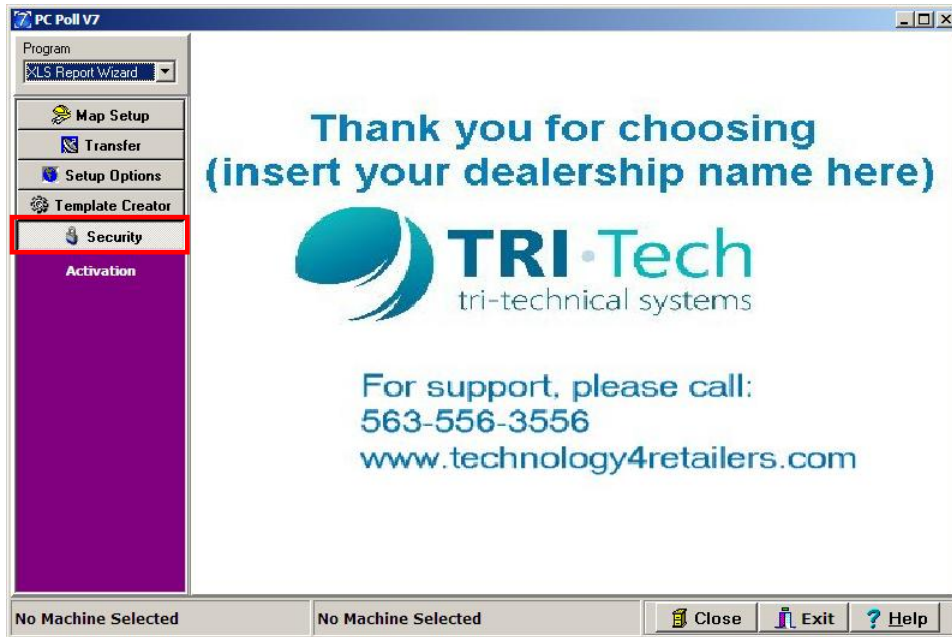 PC Poll V7
Program
XLS Report Wizard
Map Setup
Transfer
Setup Options
Template Creator
Security
Activation
Thank you for choosing
(insert your dealership name here)
TRI·Tech
tri-technical systems
For support, please call:
563-556-3556
www.technology4retailers.com
No Machine Selected
No Machine Selected
Close
Exit
? Help